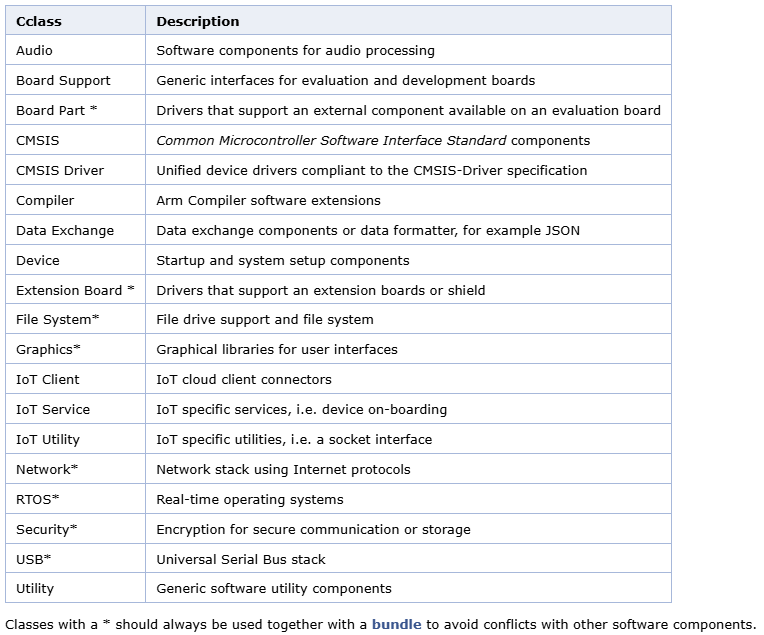 Cclass Description
Audio Software components for audio processing
Board Support Generic interfaces for evaluation and development boards
Board Part * Drivers that support an external component available on an evaluation board
CMSIS Common Microcontroller Software Interface Standard components
CMSIS Driver Unified device drivers compliant to the CMSIS-Driver specification
Compiler Arm Compiler software extensions
Data Exchange Data exchange components or data formatter, for example JSON
Device Startup and system setup components
Extension Board * Drivers that support an extension boards or shield
File System* File drive support and file system
Graphics* Graphical libraries for user interfaces
IoT Client IoT cloud client connectors
IoT Service IoT specific services, i.e. device on-boarding
IoT Utility IoT specific utilities, i.e. a socket interface
Network* Network stack using Internet protocols
RTOS* Real-time operating systems
Security* Encryption for secure communication or storage
USB* Universal Serial Bus stack
Utility Generic software utility components
Classes with a * should always be used together with a bundle to avoid conflicts with other software components.